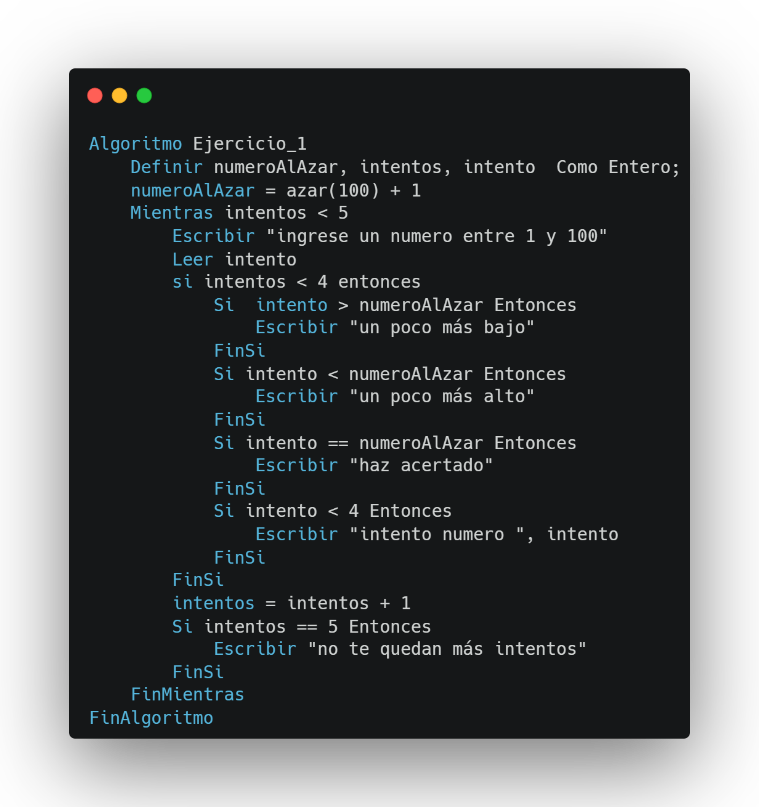 Algoritmo Ejercicio_1
    Definir numeroAlAzar, intentos, intento  Como Entero;
    numeroAlAzar = azar(100) + 1
    Mientras intentos < 5
        Escribir "ingrese un numero entre 1 y 100"
        Leer intento
        si intentos < 4 entonces
            Si  intento > numeroAlAzar Entonces
                Escribir "un poco más bajo"
            FinSi
            Si intento < numeroAlAzar Entonces
                Escribir "un poco más alto"
            FinSi
            Si intento == numeroAlAzar Entonces
                Escribir "haz acertado"
            FinSi
            Si intento < 4 Entonces
                Escribir "intento numero ", intento
            FinSi
        FinSi
        intentos = intentos + 1
        Si intentos == 5 Entonces
            Escribir "no te quedan más intentos"
        FinSi
    FinMientras
FinAlgoritmo